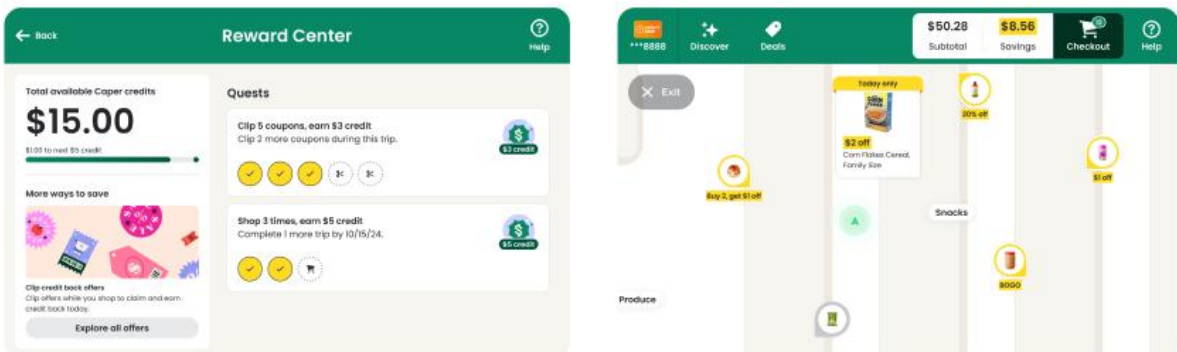 Back
Reward Center
Help
Total available Caper credits
$15.00
$1.00 to next $5 credit
More ways to save
Clip credit back offers
Clip offers while you shop to claim and earn
credit back today.
Explore all offers
Quests
Clip 5 coupons, earn $3 credit
Clip 2 more coupons during this trip.
$3 credit
Shop 3 times, earn $5 credit
Complete 1 more trip by 10/15/24.
$5 credit
***8888
Discover
Deals
$50.28
Subtotal
$8.56
Savings
Checkout
Help
Exit
Today only
$2 off
Corn Flakes Cereal,
Family Size
20% off
Buy 2, get $1 off
$1 off
A
Snacks
BOGO
Produce